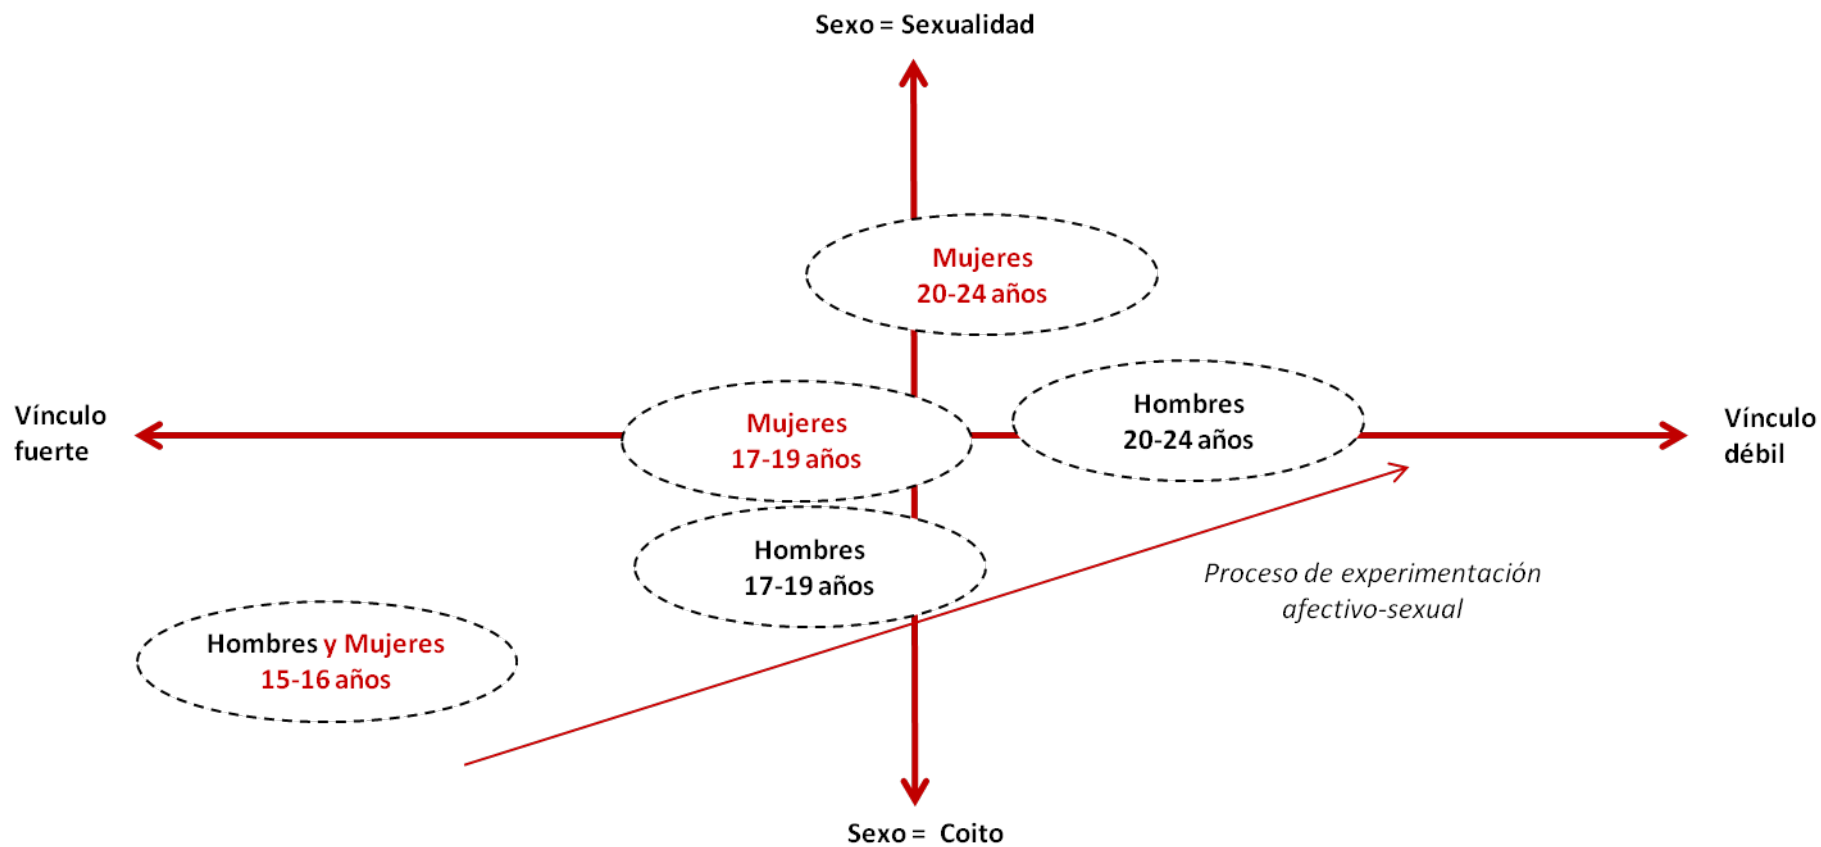 Sexo = Sexualidad
Mujeres
20-24 años
Vínculo
fuerte
Mujeres
17-19 años
Hombres
20-24 años
Vínculo
débil
Hombres
17-19 años
Proceso de experimentación
afectivo-sexual
Hombres y Mujeres
15-16 años
Sexo = Coito